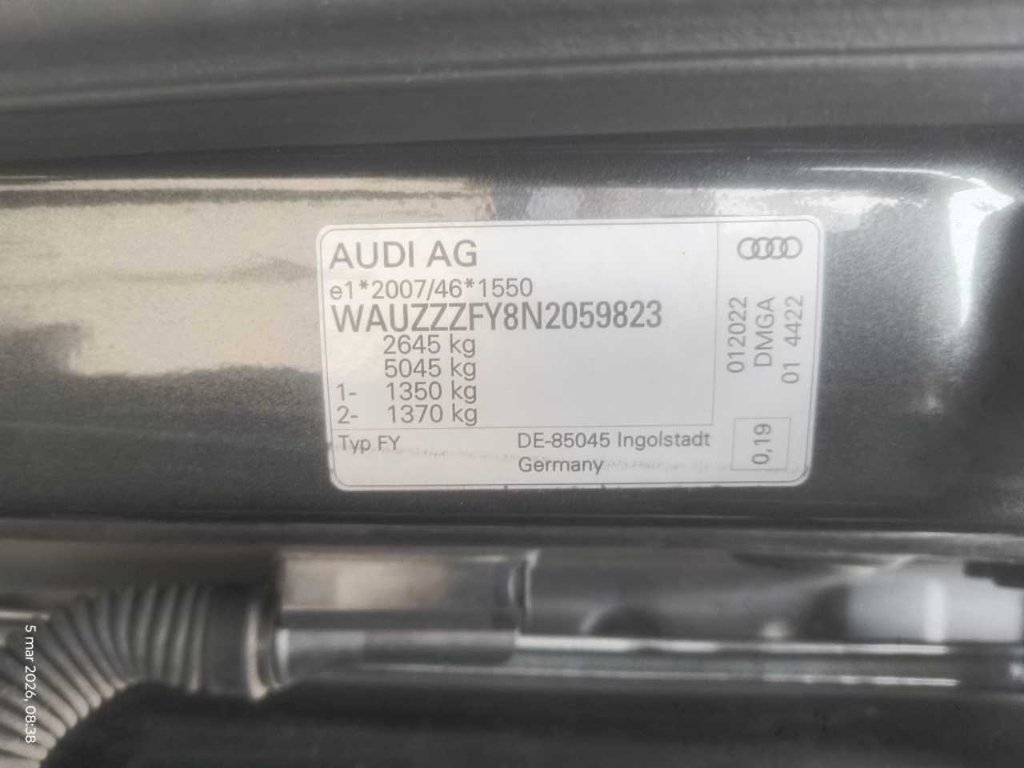 AUDI AG
e1*2007/46*1550
WAUZZZFY8N2059823
2645 kg
5045 kg
1- 1350 kg
2- 1370 kg
Typ FY
DE-85045 Ingolstadt
Germany
012022
DMGA
01 4422
0,19
5 mar 2026, 08:38